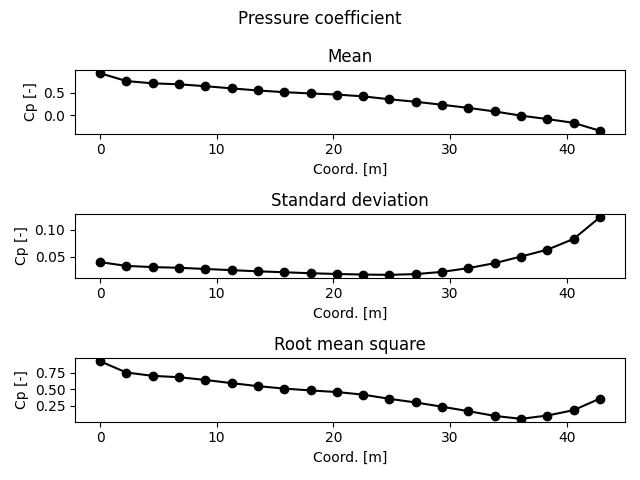 Pressure coefficient
Mean
Cp [-]
0.5
0.0
0 10 20 30 40
Coord. [m]
Standard deviation
Cp [-]
0.10
0.05
0 10 20 30 40
Coord. [m]
Root mean square
Cp [-]
0.75
0.50
0.25
0 10 20 30 40
Coord. [m]